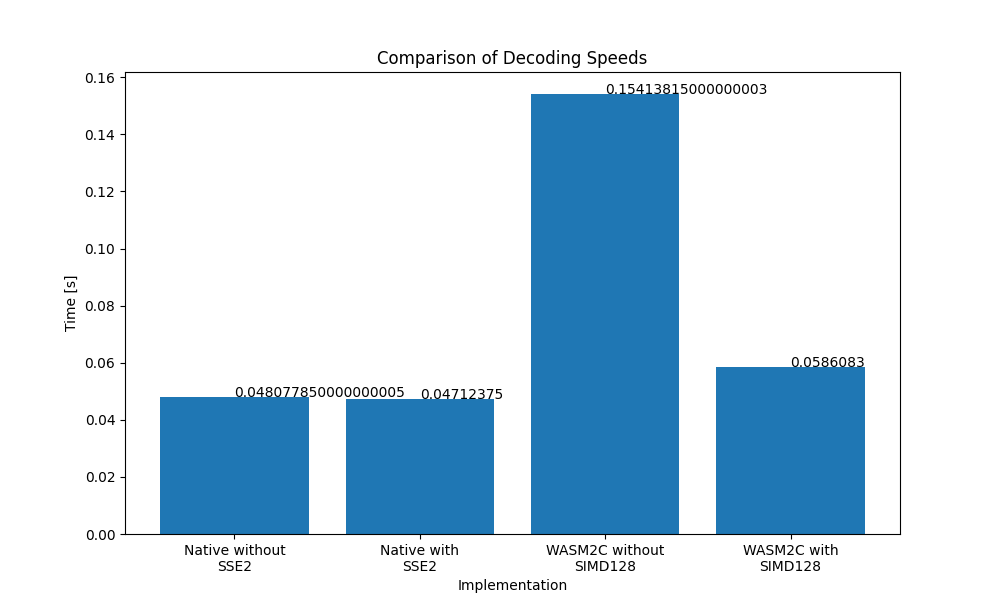 Comparison of Decoding Speeds
0.16
0.14
0.12
0.10
0.08
0.06
0.04
0.02
0.00
Time [s]
0.048077850000000005
0.04712375
0.15413815000000003
0.0586083
Native without
SSE2
Native with
SSE2
WASM2C without
SIMD128
WASM2C with
SIMD128
Implementation